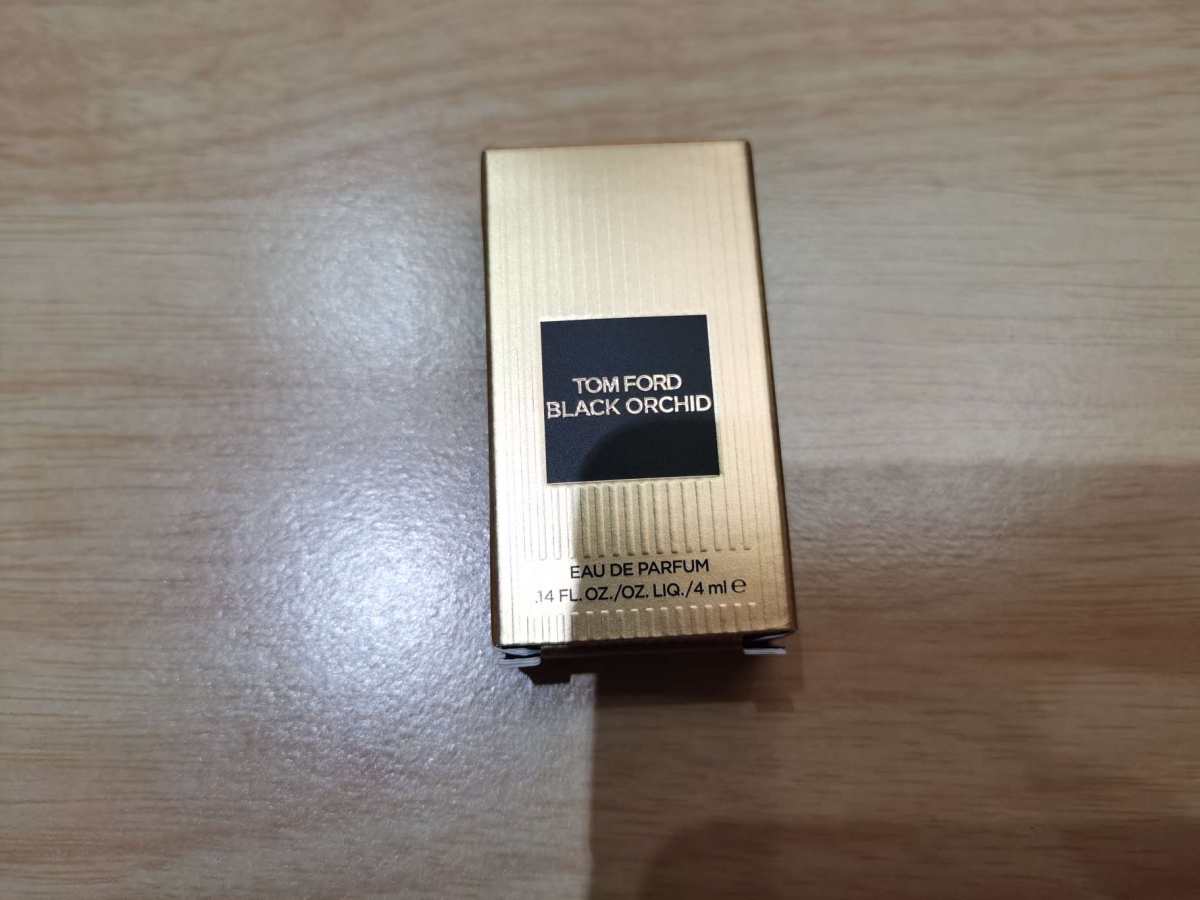 TOM FORD
BLACK ORCHID
EAU DE PARFUM
.14 FL. OZ./OZ. LIQ./4 ml ℮